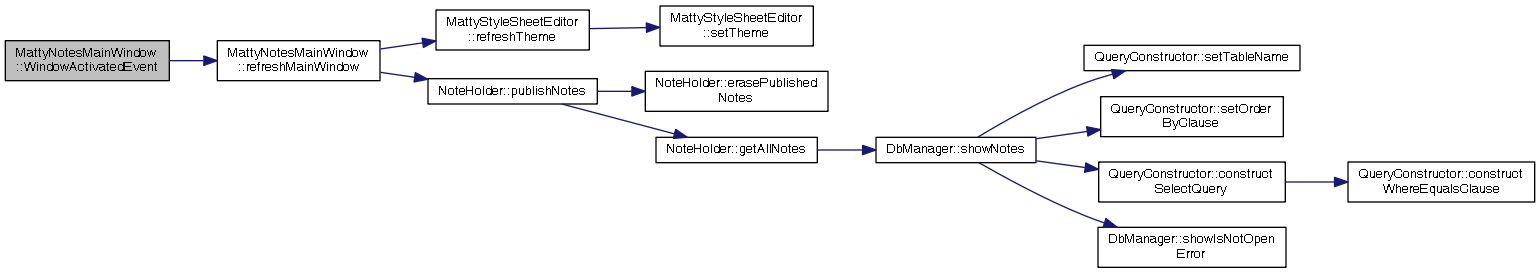 MattyNotesMainWindow
::WindowActivatedEvent
MattyNotesMainWindow
::refreshMainWindow
MattyStyleSheetEditor
::refreshTheme
MattyStyleSheetEditor
::setTheme
NoteHolder::publishNotes
NoteHolder::erasePublished
Notes
NoteHolder::getAllNotes
DbManager::showNotes
QueryConstructor::setTableName
QueryConstructor::setOrder
ByClause
QueryConstructor::construct
SelectQuery
QueryConstructor::construct
WhereEqualsClause
DbManager::showIsNotOpen
Error